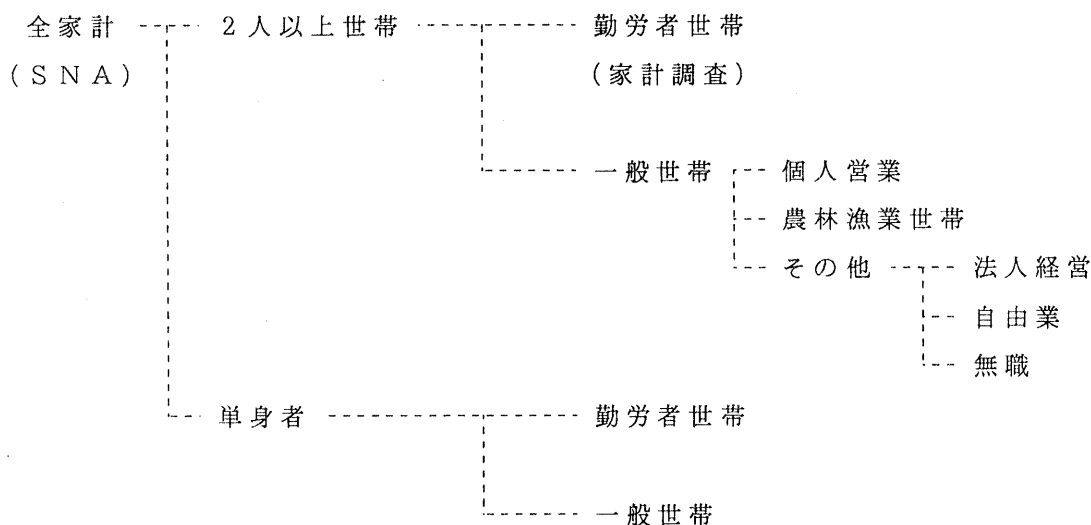 全家計 2人以上世帯 勤労者世帯
(SNA) (家計調査)
一般世帯 個人営業
農林漁業世帯
その他 法人経営
自由業
無職
単身者 勤労者世帯
一般世帯